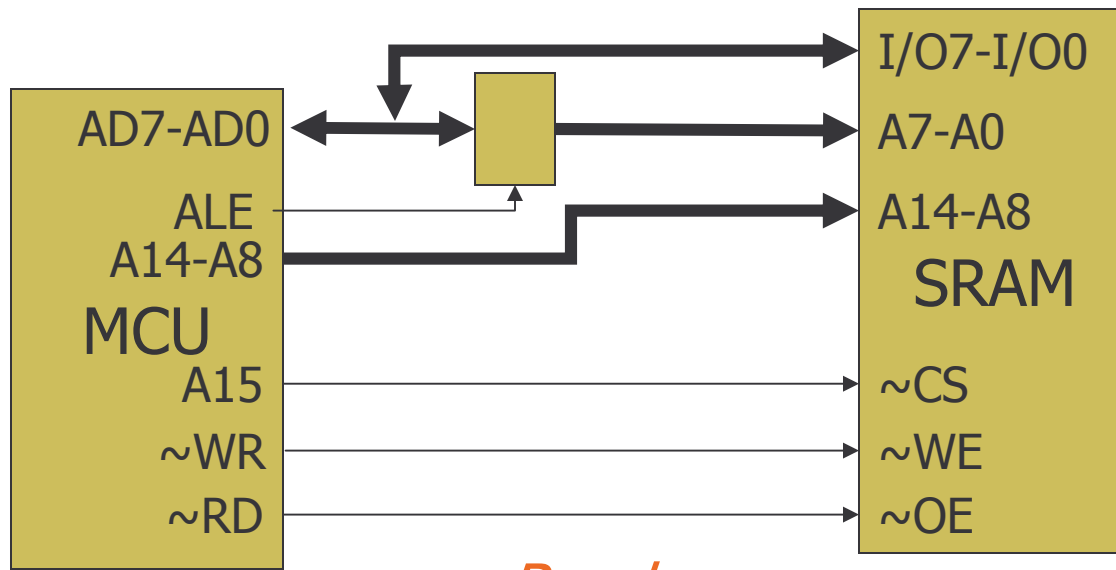 AD7-AD0
ALE
A14-A8
MCU
A15
~WR
~RD
I/O7-I/O0
A7-A0
A14-A8
SRAM
~CS
~WE
~OE